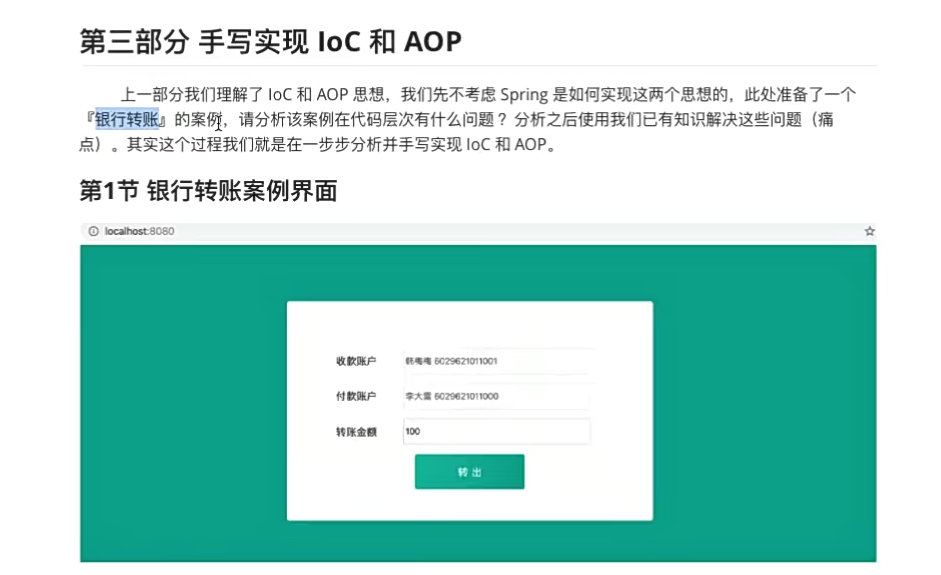 第三部分 手写实现 IoC 和 AOP
上一部分我们理解了 IoC 和 AOP 思想，我们先不考虑 Spring 是如何实现这两个思想的，此处准备了一个
『银行转账』的案例，请分析该案例在代码层次有什么问题？分析之后使用我们已有知识解决这些问题（痛
点）。其实这个过程我们就是在一步步分析并手写实现 IoC 和 AOP。
第1节 银行转账案例界面
localhost:8080
收款账户 韩梅梅 6029621011001
付款账户 李大雷 6029621011000
转账金额 100
转 出